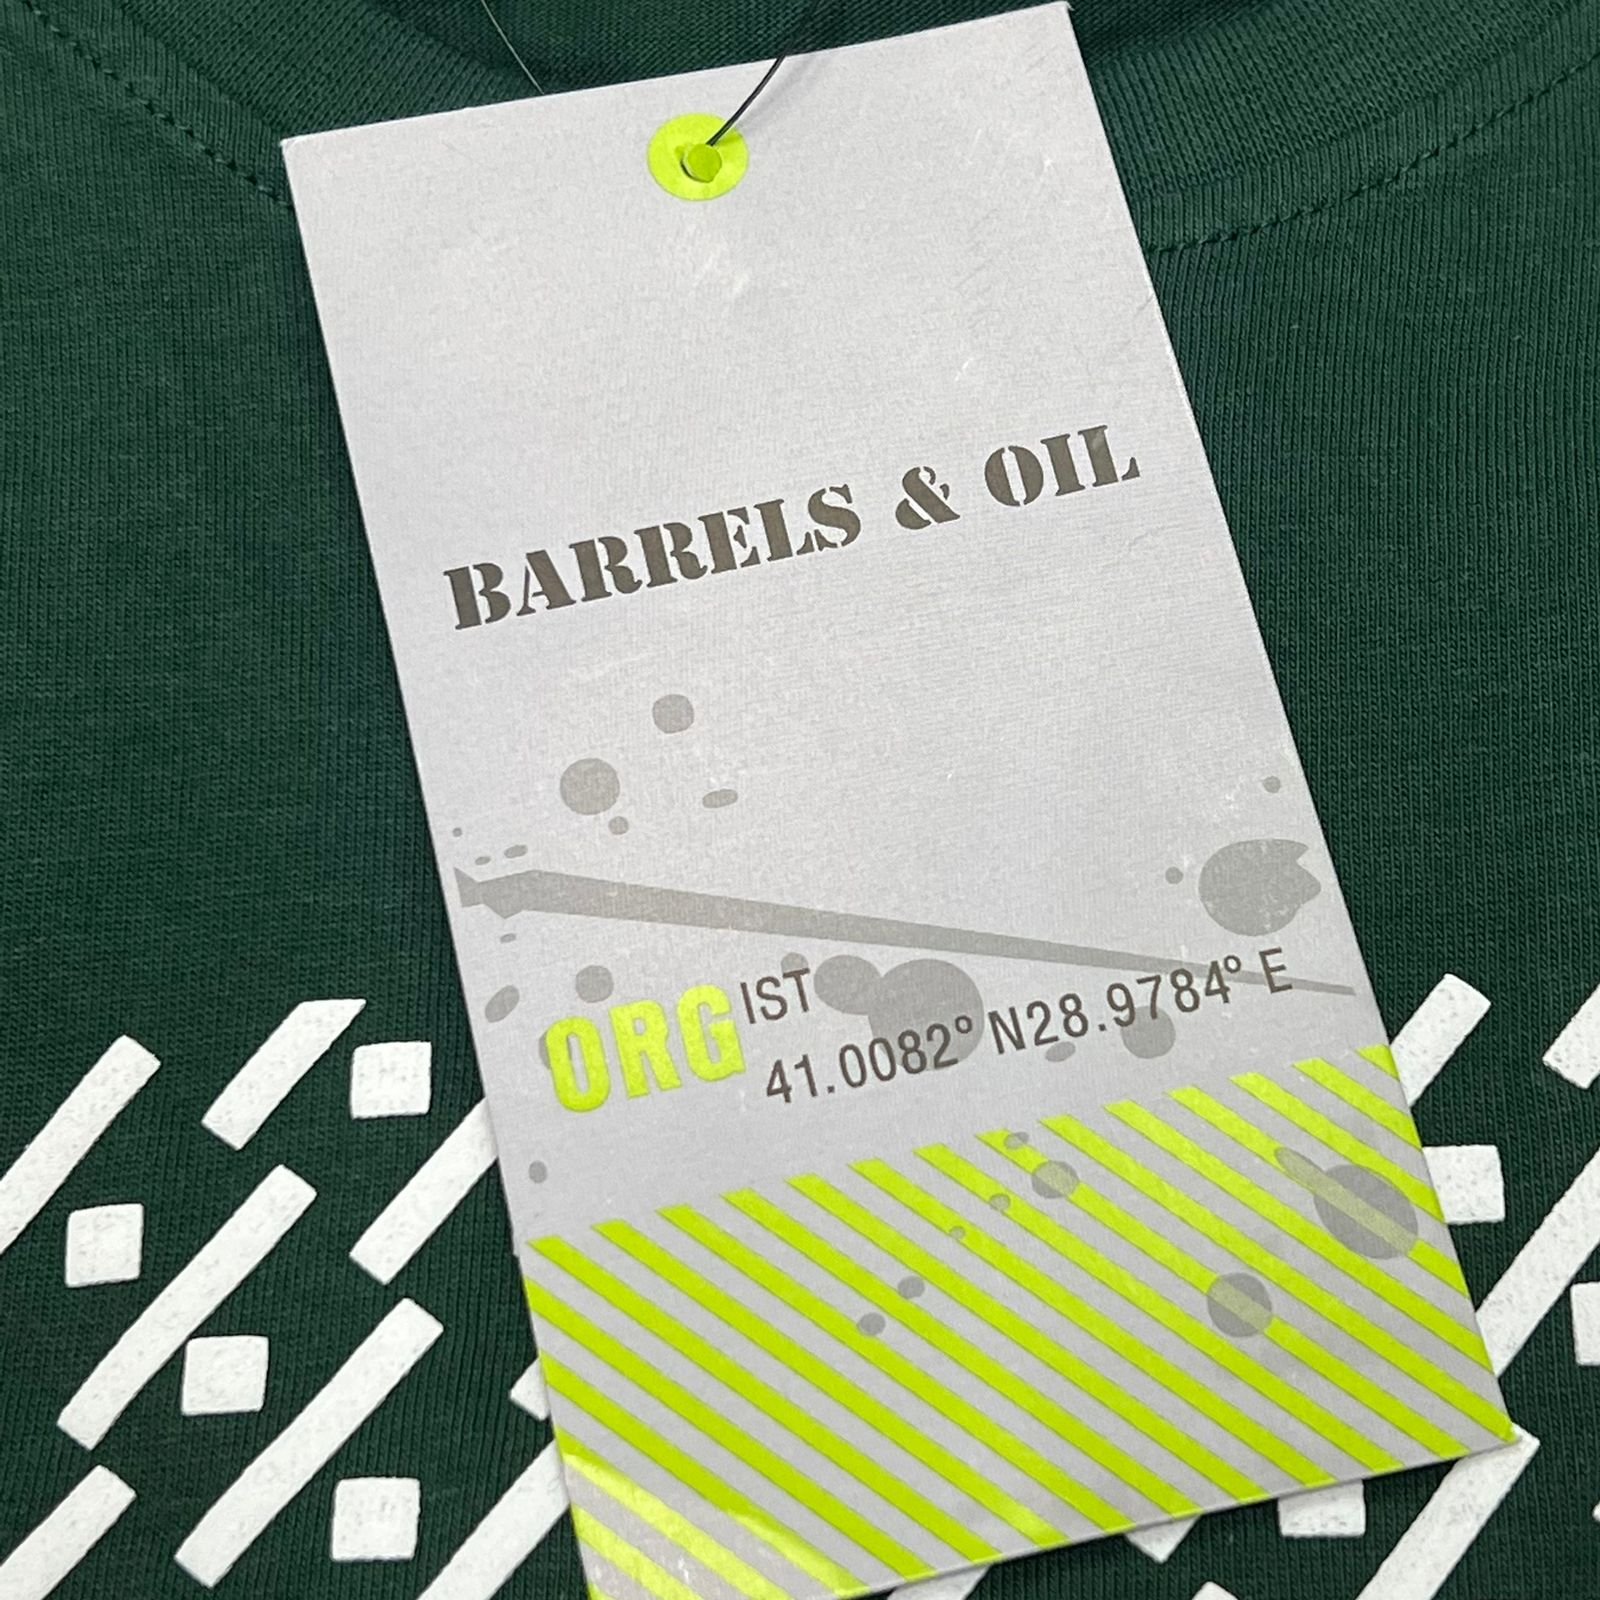 BARRELS & OIL
ORG IST
41.0082° N28.9784° E